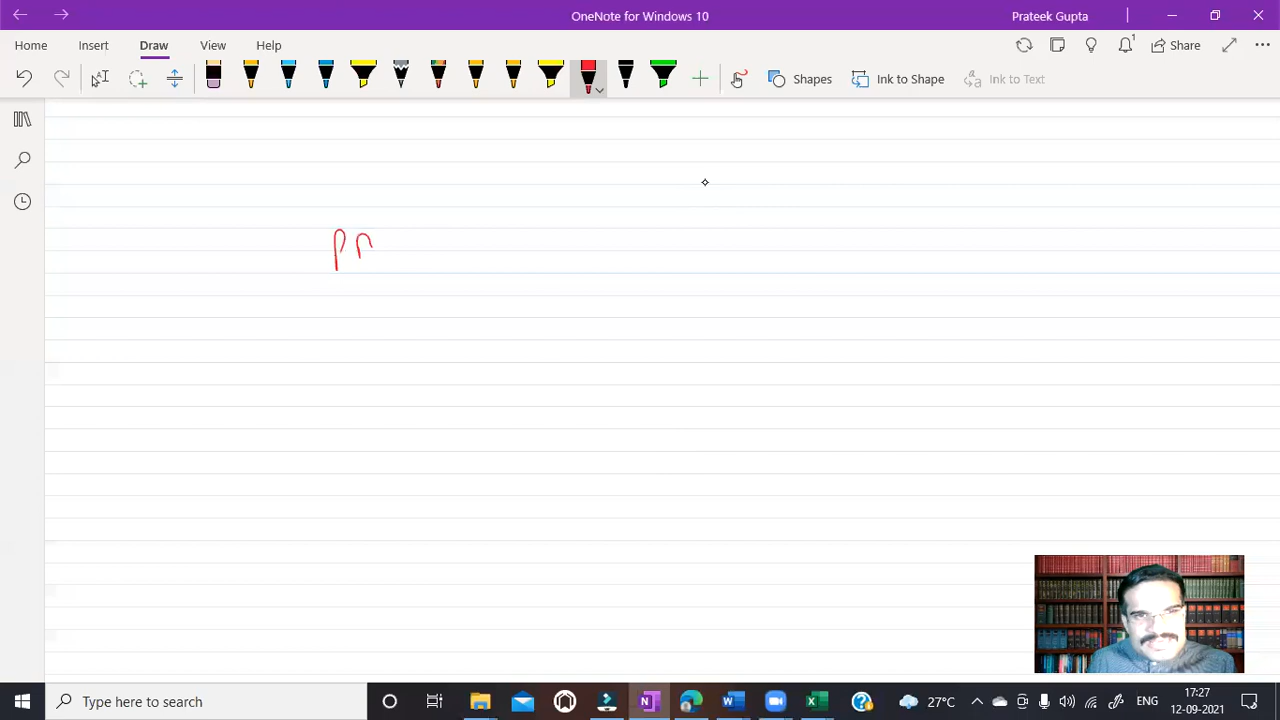 OneNote for Windows 10
Prateek Gupta
Home Insert Draw View Help
1
Share
Shapes
Ink to Shape
Ink to Text
Type here to search
27°C
ENG
17:27
12-09-2021